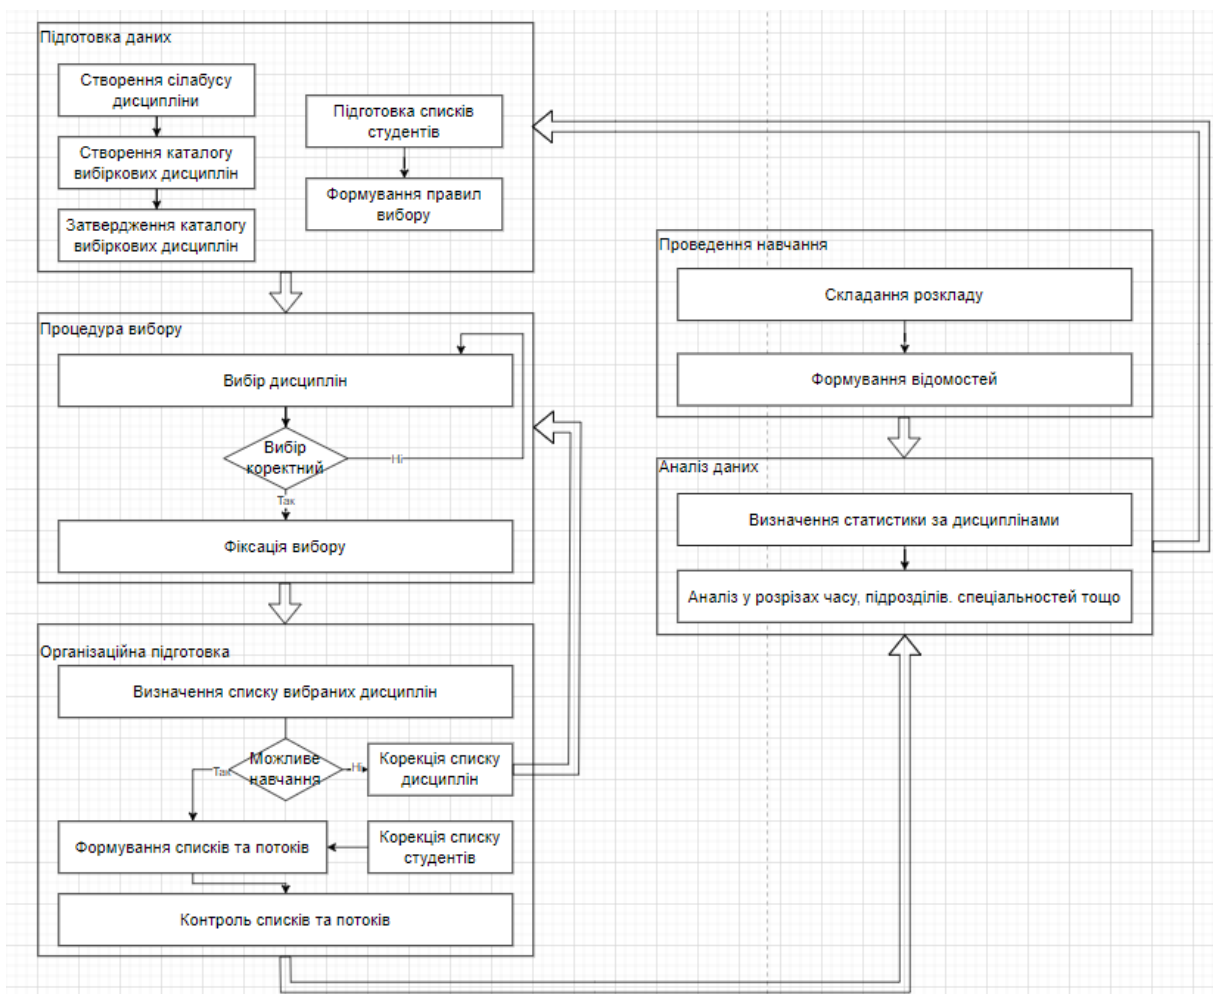 Підготовка даних
Створення сілабусу
дисципліни
Створення каталогу
вибіркових дисциплін
Затвердження каталогу
вибіркових дисциплін
Підготовка списків
студентів
Формування правил
вибору
Процедура вибору
Вибір дисциплін
Вибір
коректний
Ні
Так
Фіксація вибору
Організаційна підготовка
Визначення списку вибраних дисциплін
Можливе
навчання
Так
Ні
Корекція списку
дисциплін
Формування списків та потоків
Корекція списку
студентів
Контроль списків та потоків
Проведення навчання
Складання розкладу
Формування відомостей
Аналіз даних
Визначення статистики за дисциплінами
Аналіз у розрізах часу, підрозділів. спеціальностей тощо